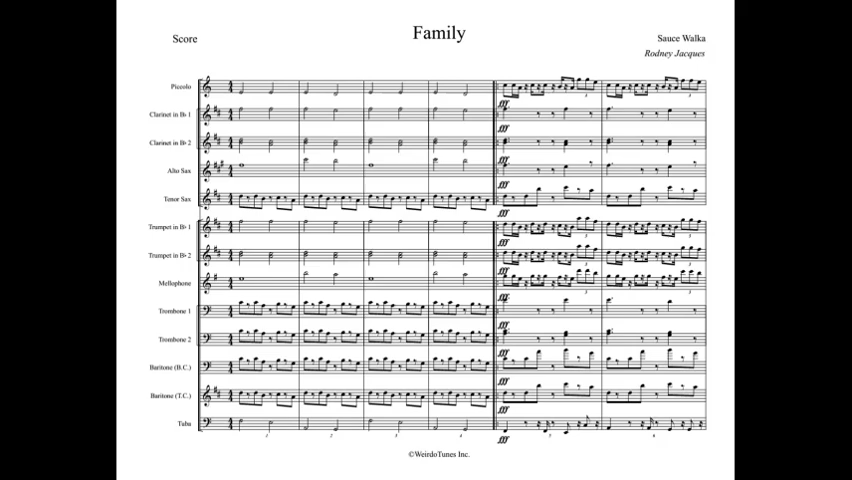 Family
Score
Sauce Walka
Rodney Jacques
Piccolo
Clarinet in B♭ 1
Clarinet in B♭ 2
Alto Sax
Tenor Sax
Trumpet in B♭ 1
Trumpet in B♭ 2
Mellophone
Trombone 1
Trombone 2
Baritone (B.C.)
Baritone (T.C.)
Tuba
©WeirdoTunes Inc.